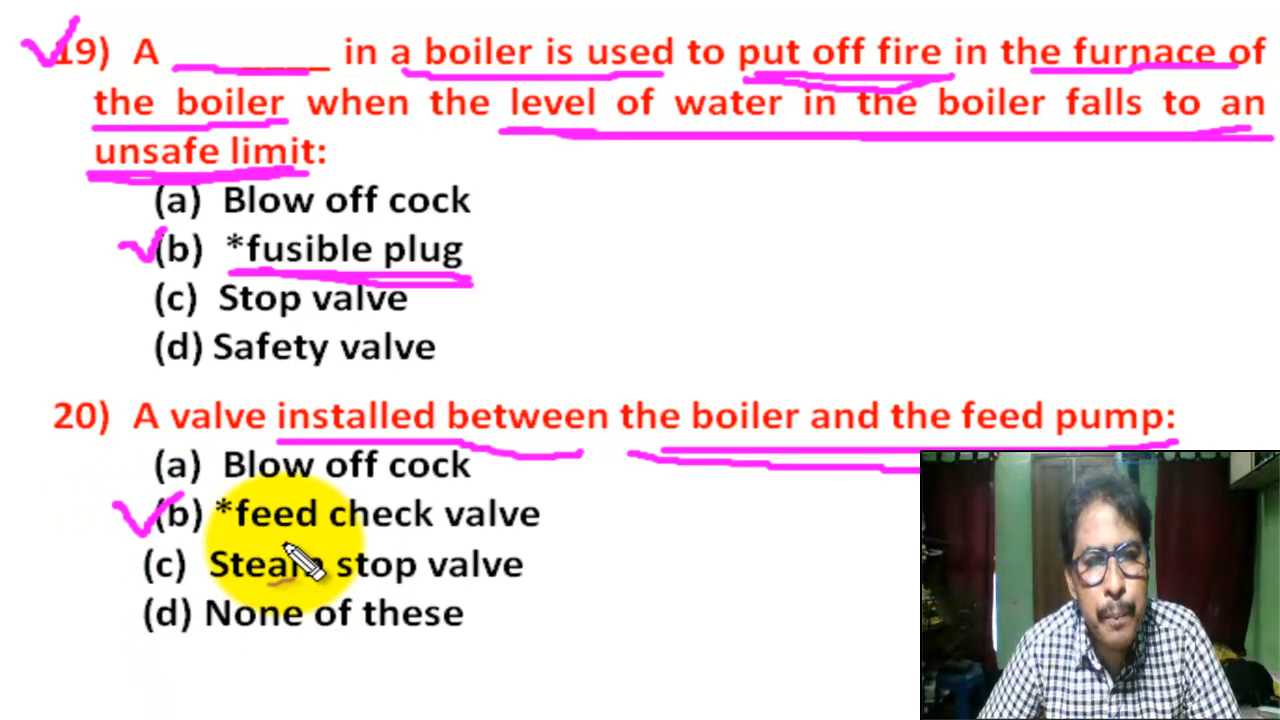 19) A ______ in a boiler is used to put off fire in the furnace of
the boiler when the level of water in the boiler falls to an
unsafe limit:
(a) Blow off cock
(b) *fusible plug
(c) Stop valve
(d) Safety valve
20) A valve installed between the boiler and the feed pump:
(a) Blow off cock
(b) *feed check valve
(c) Steam stop valve
(d) None of these